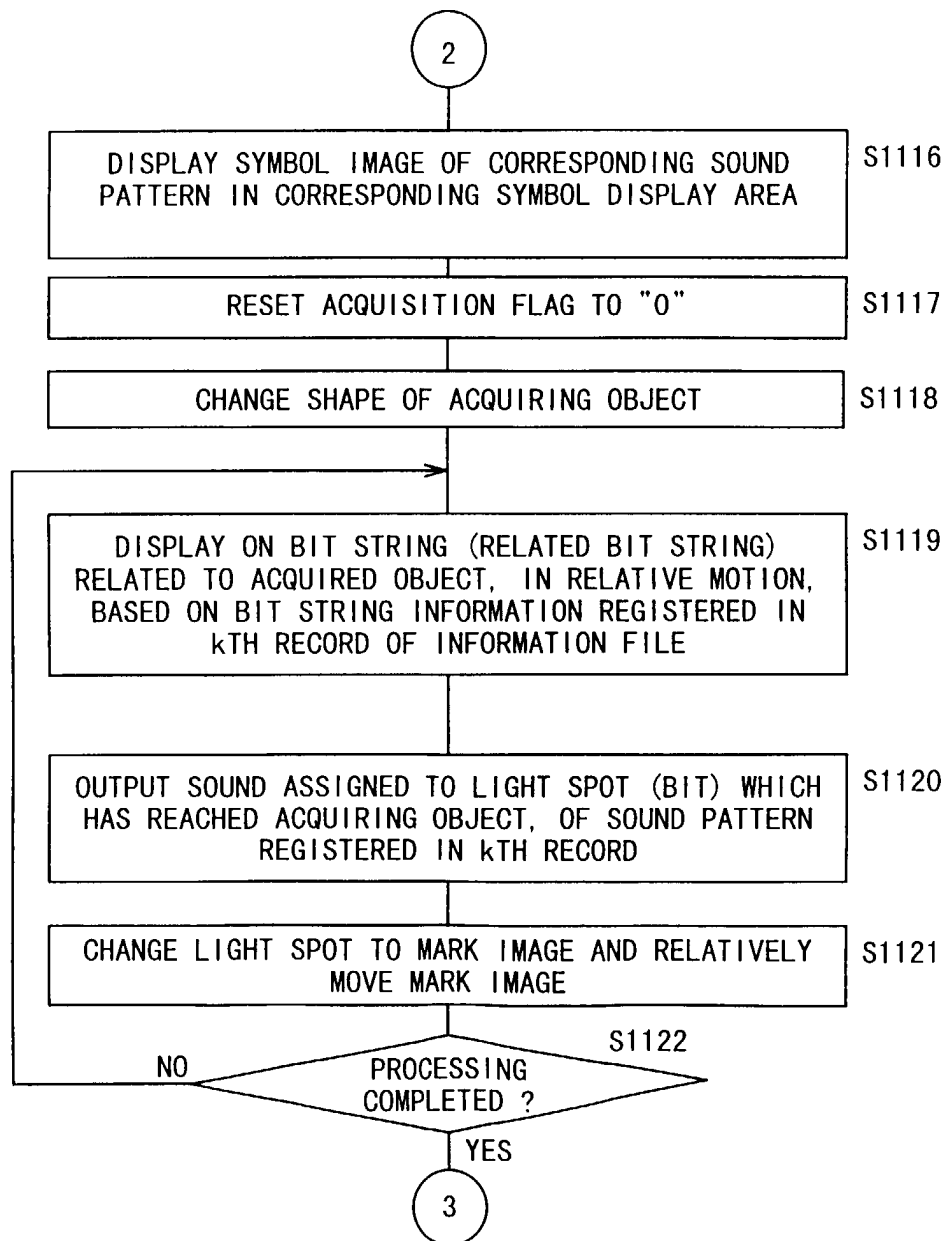 2
DISPLAY SYMBOL IMAGE OF CORRESPONDING SOUND
PATTERN IN CORRESPONDING SYMBOL DISPLAY AREA
S1116
RESET ACQUISITION FLAG TO "0"
S1117
CHANGE SHAPE OF ACQUIRING OBJECT
S1118
DISPLAY ON BIT STRING (RELATED BIT STRING)
RELATED TO ACQUIRED OBJECT, IN RELATIVE MOTION,
BASED ON BIT STRING INFORMATION REGISTERED IN
kTH RECORD OF INFORMATION FILE
S1119
OUTPUT SOUND ASSIGNED TO LIGHT SPOT (BIT) WHICH
HAS REACHED ACQUIRING OBJECT, OF SOUND PATTERN
REGISTERED IN kTH RECORD
S1120
CHANGE LIGHT SPOT TO MARK IMAGE AND RELATIVELY
MOVE MARK IMAGE
S1121
S1122
NO
PROCESSING
COMPLETED ?
YES
3